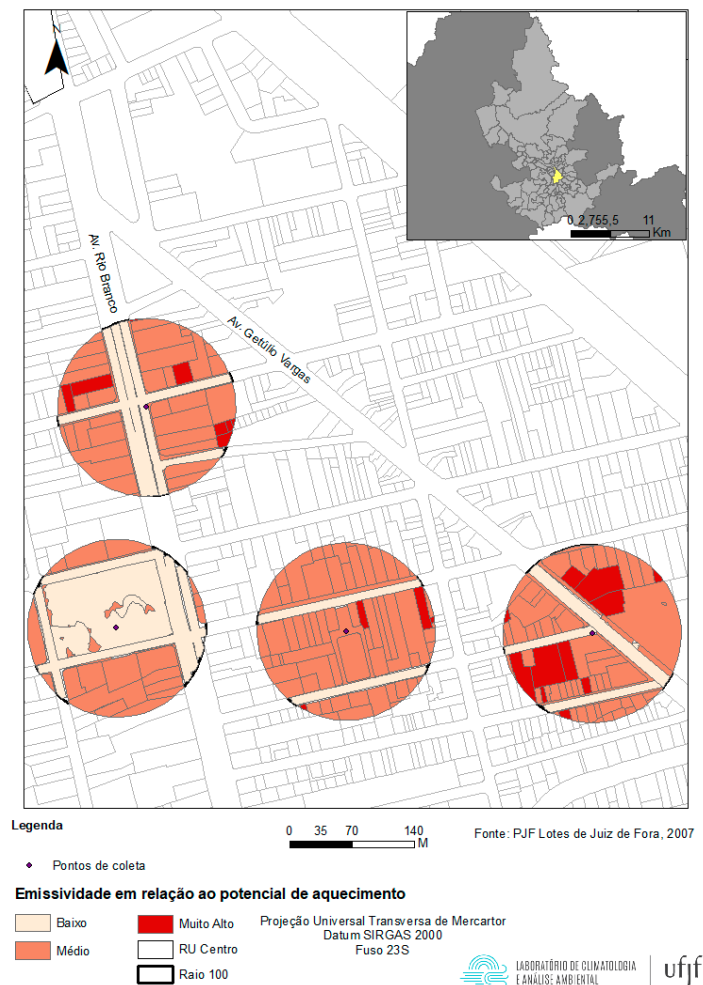 N
0 2,755,5 11
Km
Av. Rio Branco
Av. Getúlio Vargas
Legenda
0 35 70 140
M
Fonte: PJF Lotes de Juiz de Fora, 2007
Pontos de coleta
Emissividade em relação ao potencial de aquecimento
Baixo
Médio
Muito Alto
RU Centro
Raio 100
Projeção Universal Transversa de Mercartor
Datum SIRGAS 2000
Fuso 23S
LABORATÓRIO DE CLIMATOLOGIA
E ANÁLISE AMBIENTAL
ufjf